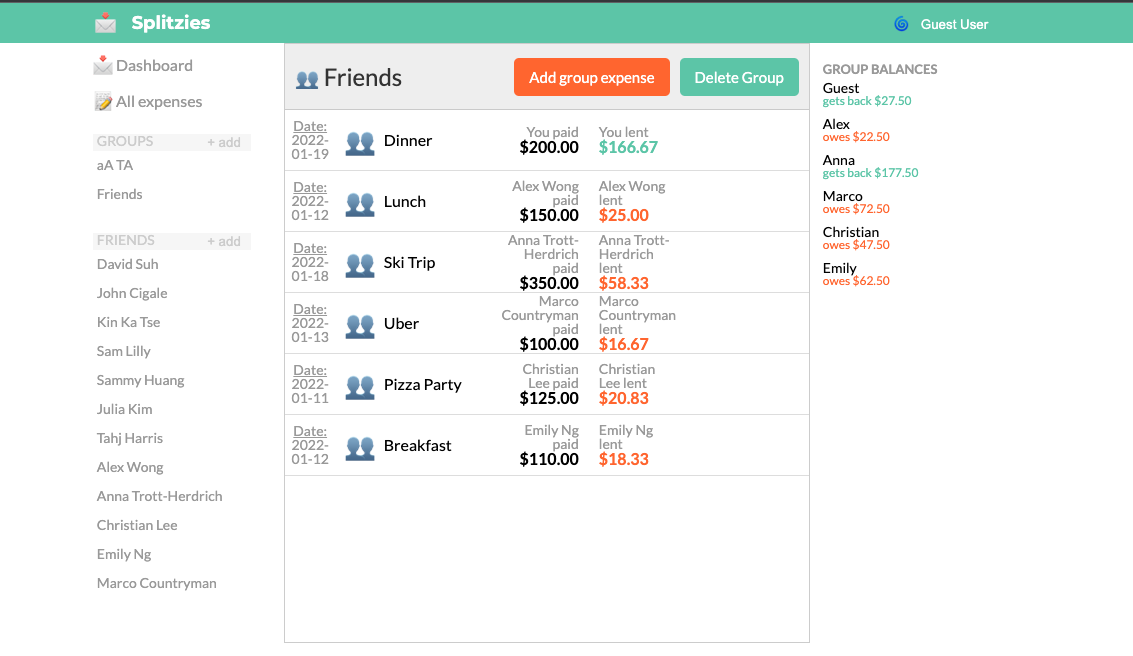 Splitzies
Guest User
Dashboard
All expenses
GROUPS
+ add
aA TA
Friends
FRIENDS
+ add
David Suh
John Cigale
Kin Ka Tse
Sam Lilly
Sammy Huang
Julia Kim
Tahj Harris
Alex Wong
Anna Trott-Herdrich
Christian Lee
Emily Ng
Marco Countryman
Friends
Add group expense
Delete Group
Date:
2022-
01-19
Dinner
You paid
$200.00
You lent
$166.67
Date:
2022-
01-12
Lunch
Alex Wong
paid
$150.00
Alex Wong
lent
$25.00
Date:
2022-
01-18
Ski Trip
Anna Trott-
Herdrich
paid
$350.00
Anna Trott-
Herdrich
lent
$58.33
Date:
2022-
01-13
Uber
Marco
Countryman
paid
$100.00
Marco
Countryman
lent
$16.67
Date:
2022-
01-11
Pizza Party
Christian
Lee paid
$125.00
Christian
Lee lent
$20.83
Date:
2022-
01-12
Breakfast
Emily Ng
paid
$110.00
Emily Ng
lent
$18.33
GROUP BALANCES
Guest
gets back $27.50
Alex
owes $22.50
Anna
gets back $177.50
Marco
owes $72.50
Christian
owes $47.50
Emily
owes $62.50